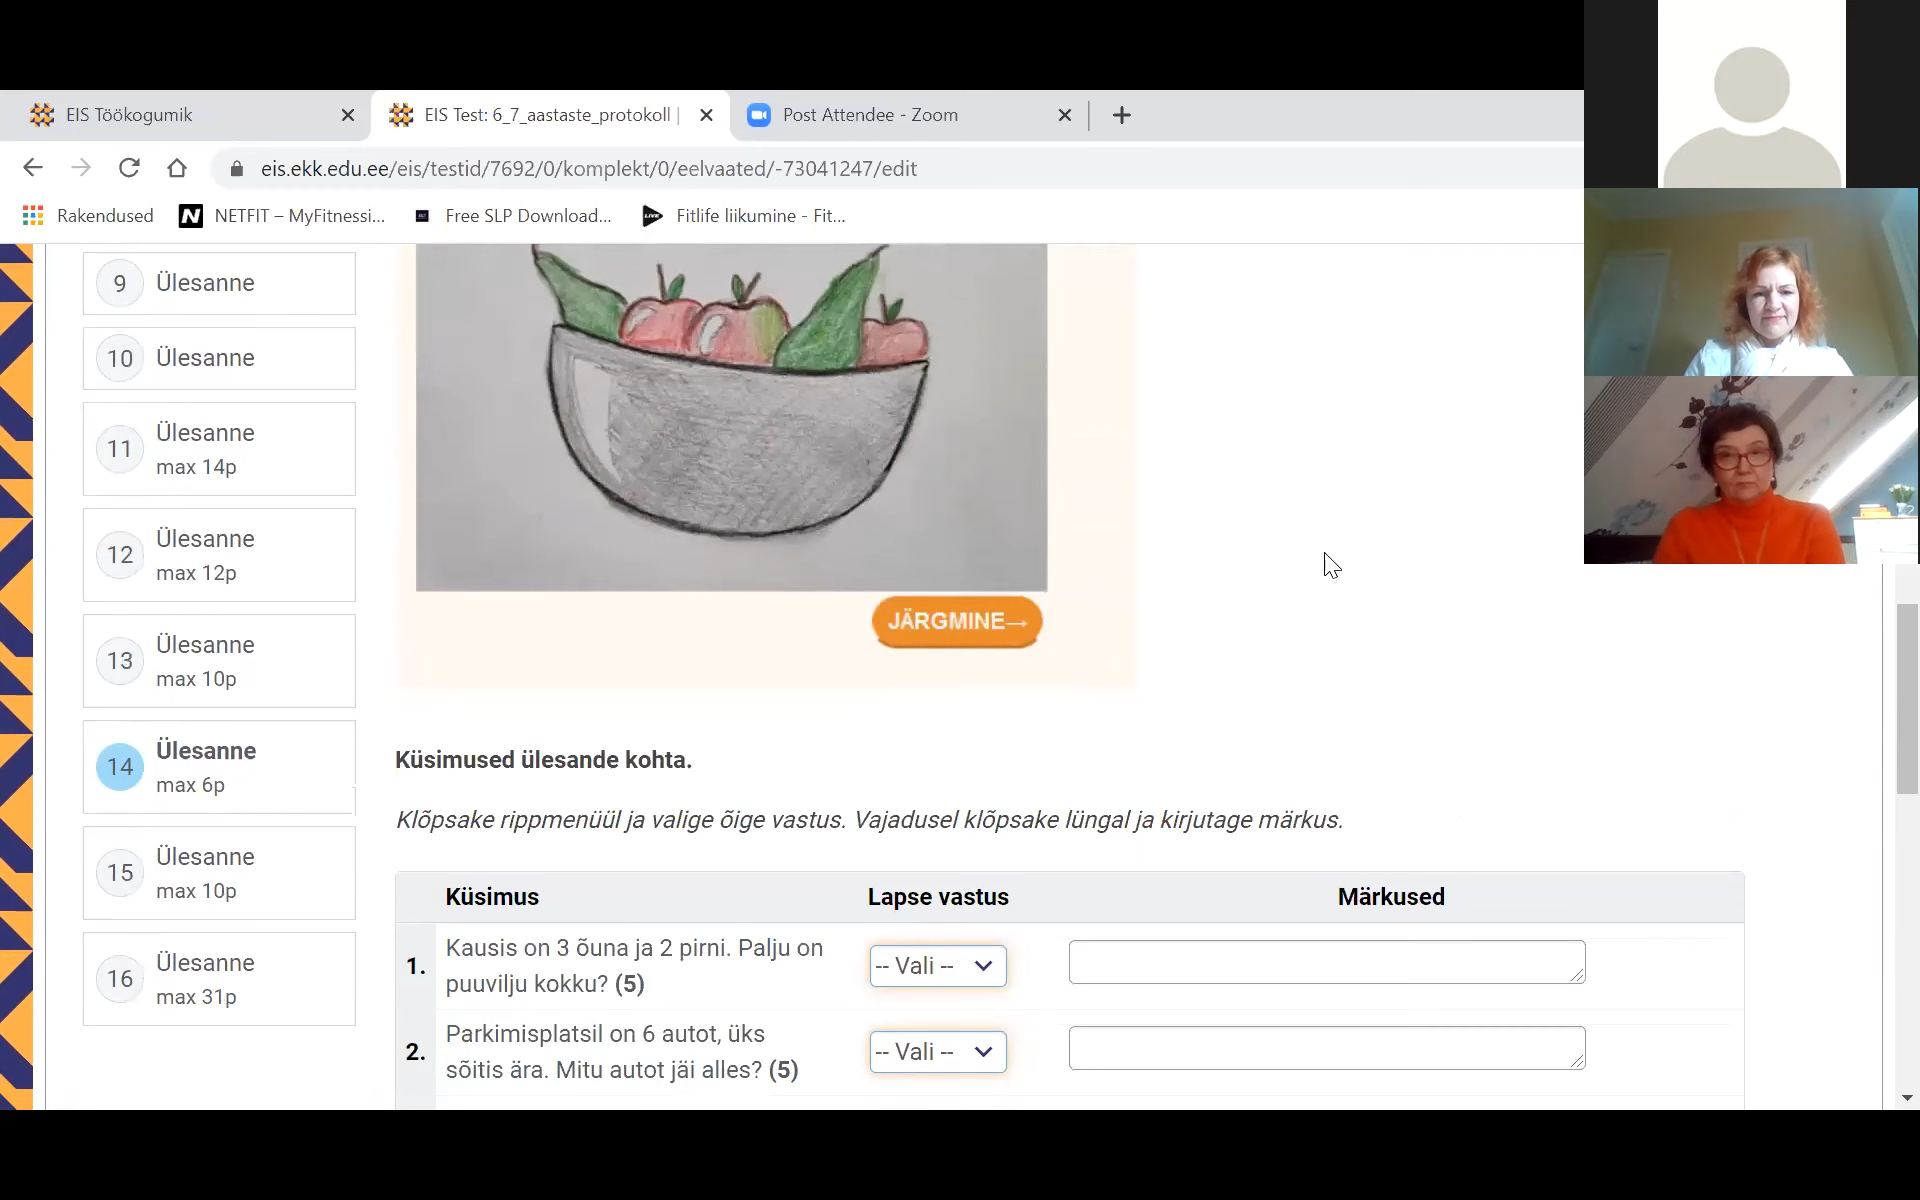 EIS Töökogumik
EIS Test: 6_7_aastaste_protokoll |
Post Attendee - Zoom
eis.ekk.edu.ee/eis/testid/7692/0/komplekt/0/eelvaated/-73041247/edit
Rakendused
NETFIT – MyFitnessi...
Free SLP Download...
LIVE
Fitlife liikumine - Fit...
9 Ülesanne
10 Ülesanne
11 Ülesanne
max 14p
12 Ülesanne
max 12p
13 Ülesanne
max 10p
14 Ülesanne
max 6p
15 Ülesanne
max 10p
16 Ülesanne
max 31p
JÄRGMINE→
Küsimused ülesande kohta.
Klõpsake rippmenüül ja valige õige vastus. Vajadusel klõpsake lüngal ja kirjutage märkus.
Küsimus Lapse vastus Märkused
1. Kausis on 3 õuna ja 2 pirni. Palju on
puuvilju kokku? (5)
-- Vali --
2. Parkimisplatsil on 6 autot, üks
sõitis ära. Mitu autot jäi alles? (5)
-- Vali --